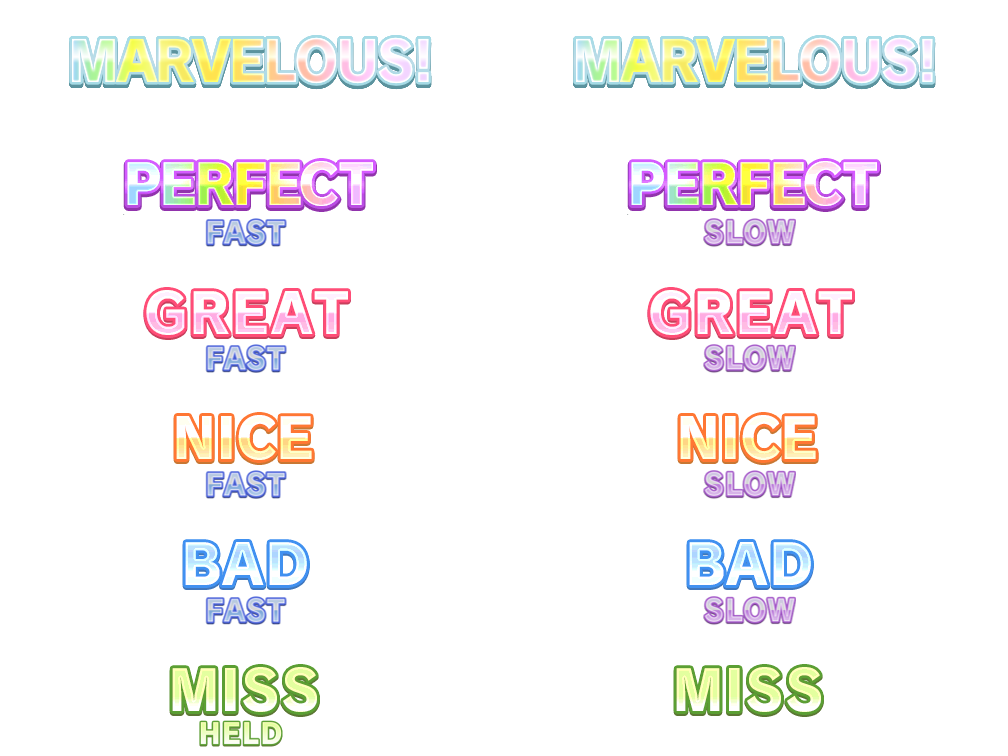 MARVELOUS! MARVELOUS!
PERFECT PERFECT
FAST SLOW
GREAT GREAT
FAST SLOW
NICE NICE
FAST SLOW
BAD BAD
FAST SLOW
MISS MISS
HELD